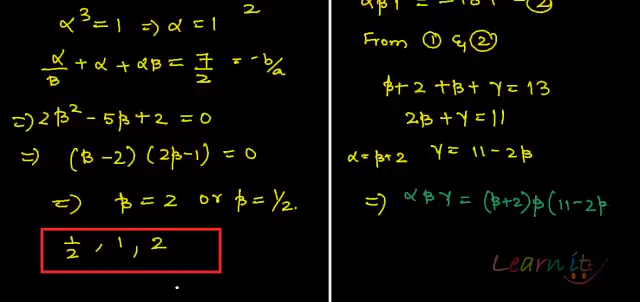 2
α³ = 1 => α = 1
α/β + α + αβ = 7/2 = -b/a
=> 2β² - 5β + 2 = 0
=> (β-2) (2β-1) = 0
=> β = 2 or β = 1/2.
1/2, 1, 2
From ① & ②
β+2 + β + γ = 13
2β + γ = 11
α = β+2 γ = 11 - 2β
=> αβγ = (β+2) β (11-2β
Learnit